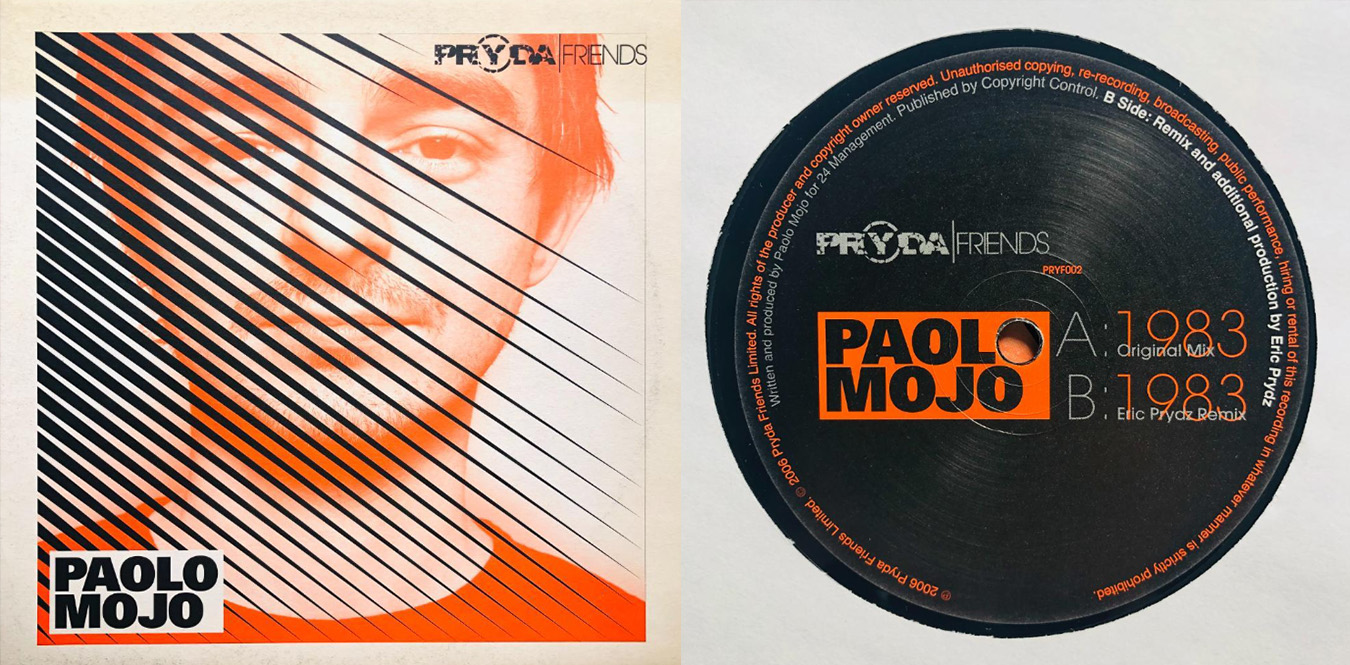 PRYDA|FRIENDS
PAOLO
MOJO
℗ 2006 Pryda Friends Limited. © 2006 Pryda Friends Limited. All rights of the producer and copyright owner reserved. Unauthorised copying, re-recording, broadcasting, public performance, hiring or rental of this recording in whatever manner is strictly prohibited.
Written and produced by Paolo Mojo for 24 Management. Published by Copyright Control. B Side: Remix and additional production by Eric Prydz
PRYDA|FRIENDS
PRYF002
PAOLO
MOJO
A: 1983
Original Mix
B: 1983
Eric Prydz Remix